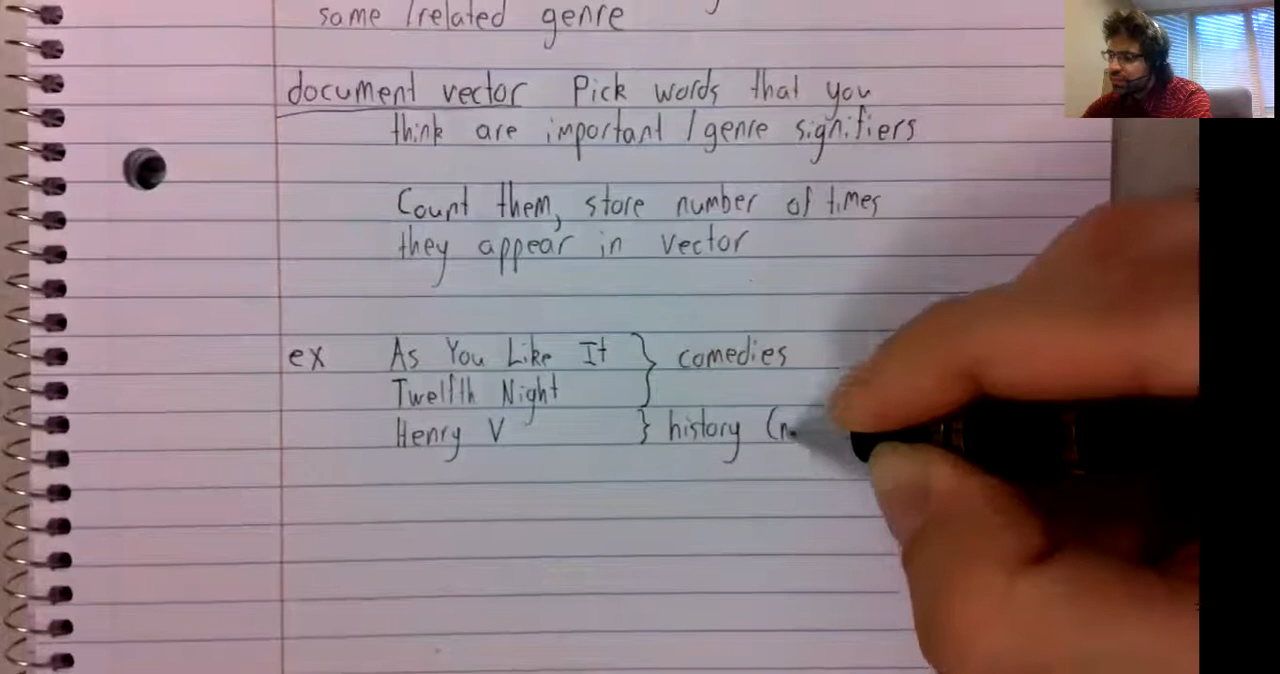 same /related genre
document vector Pick words that you
think are important /genre signifiers
Count them, store number of times
they appear in vector
ex As You Like It } comedies
Twelfth Night
Henry V } history (